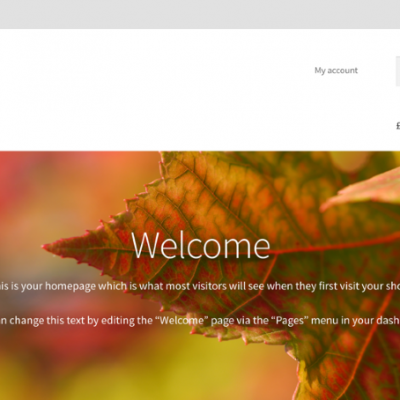 My account
£
Welcome
is is your homepage which is what most visitors will see when they first visit your sho
n change this text by editing the “Welcome” page via the “Pages” menu in your dash